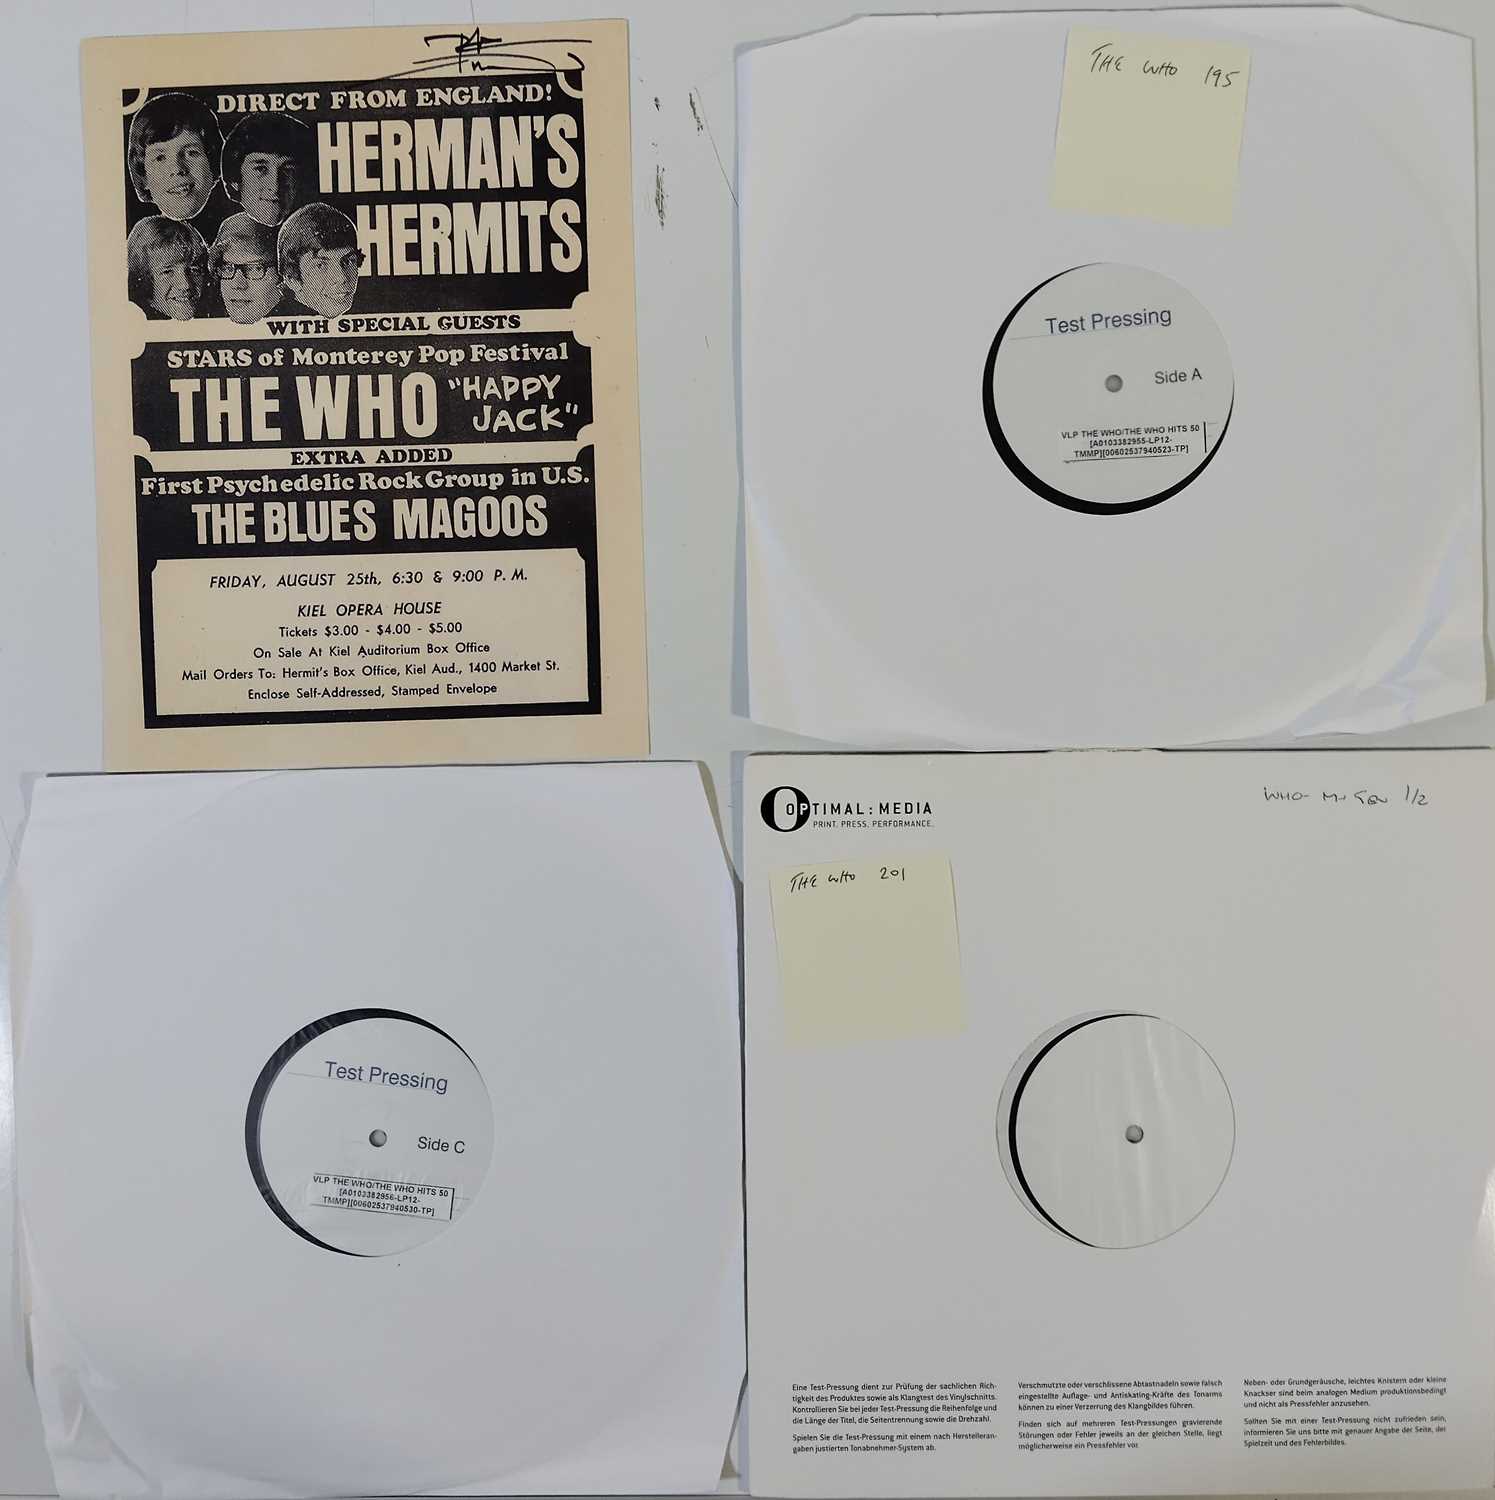 DIRECT FROM ENGLAND!
HERMAN'S
HERMITS
WITH SPECIAL GUESTS
STARS of Monterey Pop Festival
THE WHO "HAPPY
JACK"
EXTRA ADDED
First Psychedelic Rock Group in U.S.
THE BLUES MAGOOS
FRIDAY, AUGUST 25th, 6:30 & 9:00 P. M.
KIEL OPERA HOUSE
Tickets $3.00 - $4.00 - $5.00
On Sale At Kiel Auditorium Box Office
Mail Orders To: Hermit's Box Office, Kiel Aud., 1400 Market St.
Enclose Self-Addressed, Stamped Envelope
THE WHO 195
Test Pressing
Side A
VLP THE WHO/THE WHO HITS 50
[A0103382955-LP12-
TMMP][00602537940523-TP]
Test Pressing
Side C
VLP THE WHO/THE WHO HITS 50
[A0103382956-LP12-
TMMP][00602537940530-TP]
OPTIMAL: MEDIA
PRINT. PRESS. PERFORMANCE.
WHO- My Gen 1/2
THE WHO 201
Eine Test-Pressung dient zur Prüfung der sachlichen Rich-
tigkeit des Produktes sowie als Klangtest des Vinylschnitts.
Kontrollieren Sie bei jeder Test-Pressung die Reihenfolge und
die Länge der Titel, die Seitentrennung sowie die Drehzahl.
Spielen Sie die Test-Pressung mit einem nach Herstelleran-
gaben justierten Tonabnehmer-System ab.
Verschmutzte oder verschlissene Abtastnadeln sowie falsch
eingestellte Auflage- und Antiskating-Kräfte des Tonarms
können zu einer Verzerrung des Klangbildes führen.
Finden sich auf mehreren Test-Pressungen gravierende
Störungen oder Fehler jeweils an der gleichen Stelle, liegt
möglicherweise ein Pressfehler vor.
Neben- oder Grundgeräusche, leichtes Knistern oder kleine
Knackser sind beim analogen Medium produktionsbedingt
und nicht als Pressfehler anzusehen.
Sollten Sie mit einer Test-Pressung nicht zufrieden sein,
informieren Sie uns bitte mit genauer Angabe der Seite, der
Spielzeit und des Fehlerbildes.